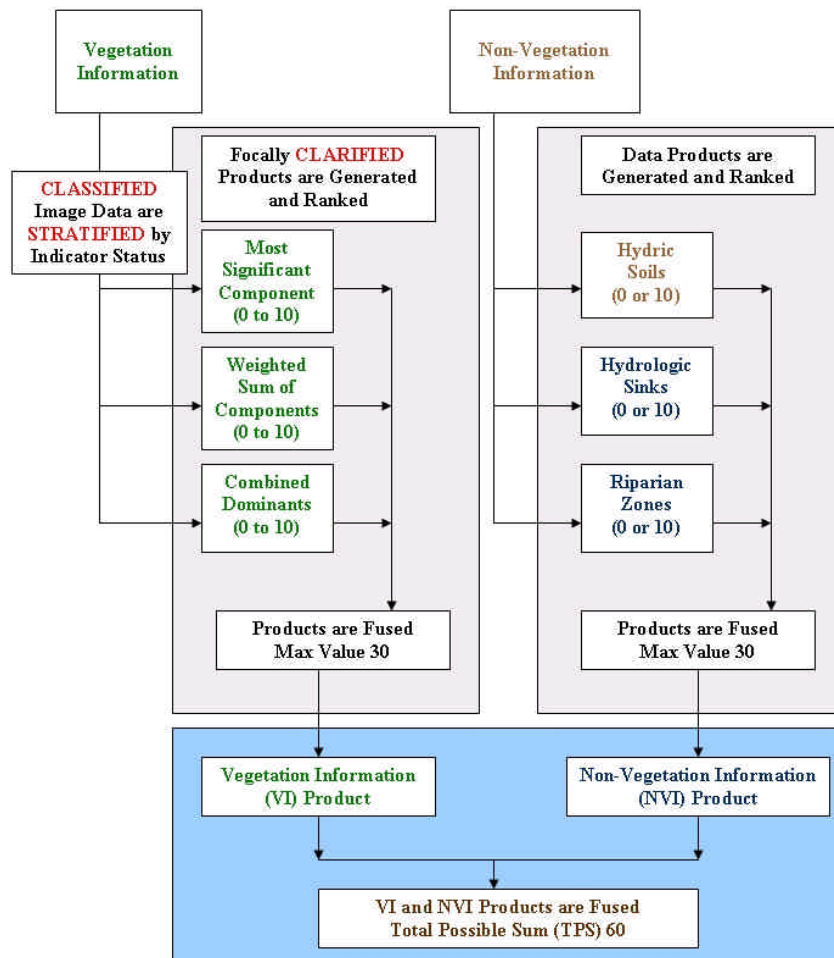 Vegetation
Information
Non-Vegetation
Information
CLASSIFIED
Image Data are
STRATIFIED by
Indicator Status
Focally CLARIFIED
Products are Generated
and Ranked
Most
Significant
Component
(0 to 10)
Weighted
Sum of
Components
(0 to 10)
Combined
Dominants
(0 to 10)
Products are Fused
Max Value 30
Data Products are
Generated and Ranked
Hydric
Soils
(0 or 10)
Hydrologic
Sinks
(0 or 10)
Riparian
Zones
(0 or 10)
Products are Fused
Max Value 30
Vegetation Information
(VI) Product
Non-Vegetation Information
(NVI) Product
VI and NVI Products are Fused
Total Possible Sum (TPS) 60